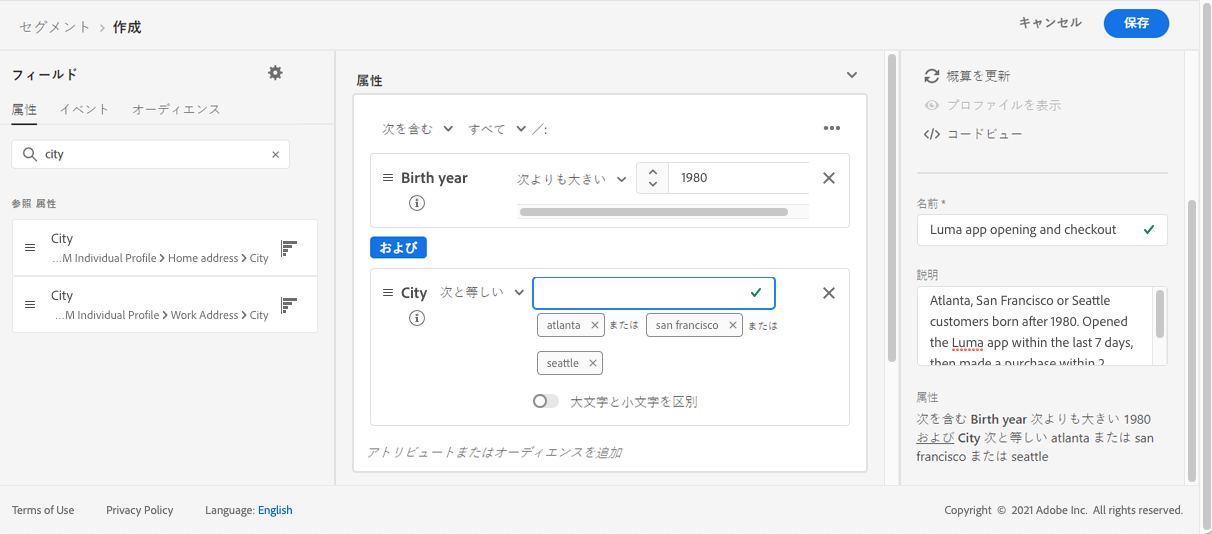 セグメント > 作成
キャンセル
保存
フィールド
属性 イベント オーディエンス
city
参照 属性
City
...M Individual Profile > Home address > City
City
...M Individual Profile > Work Address > City
属性
次を含む すべて /:
Birth year 次よりも大きい 1980
および
City 次と等しい
atlanta × または san francisco × または
seattle ×
大文字と小文字を区別
アトリビュートまたはオーディエンスを追加
概算を更新
プロファイルを表示
</> コードビュー
名前 *
Luma app opening and checkout
説明
Atlanta, San Francisco or Seattle
customers born after 1980. Opened
the Luma app within the last 7 days,
then made a purchase within 2
属性
次を含む Birth year 次よりも大きい 1980
および City 次と等しい atlanta または san
francisco または seattle
Terms of Use Privacy Policy Language: English
Copyright © 2021 Adobe Inc. All rights reserved.